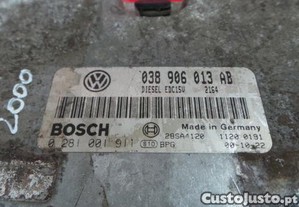 038 906 013 AB
DIESEL EDC15V 2164
BOSCH
Made in Germany
28SA4120 1120 0191
0 281 001 911 BPG 00-10-22
2000
CustoJusto.pt